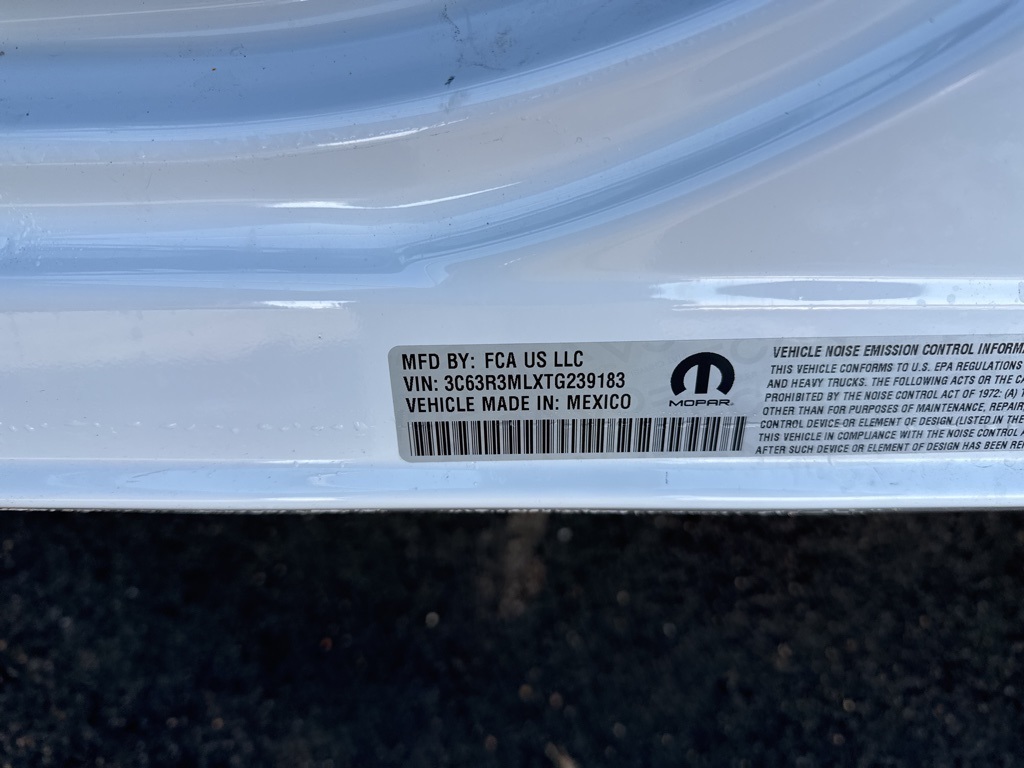 MFD BY: FCA US LLC
VIN: 3C63R3MLXTG239183
VEHICLE MADE IN: MEXICO
MOPAR
VEHICLE NOISE EMISSION CONTROL
THIS VEHICLE CONFORMS TO U.S. EPA REGULATIONS
AND HEAVY TRUCKS. THE FOLLOWING ACTS OR THE
PROHIBITED BY THE NOISE CONTROL ACT OF 1972: (A)
OTHER THAN FOR PURPOSES OF MAINTENANCE,
CONTROL DEVICE OR ELEMENT OF DESIGN, (LISTED IN THE
THIS VEHICLE IN COMPLIANCE WITH THE NOISE CONTROL
AFTER SUCH DEVICE OR ELEMENT OF DESIGN HAS BEEN